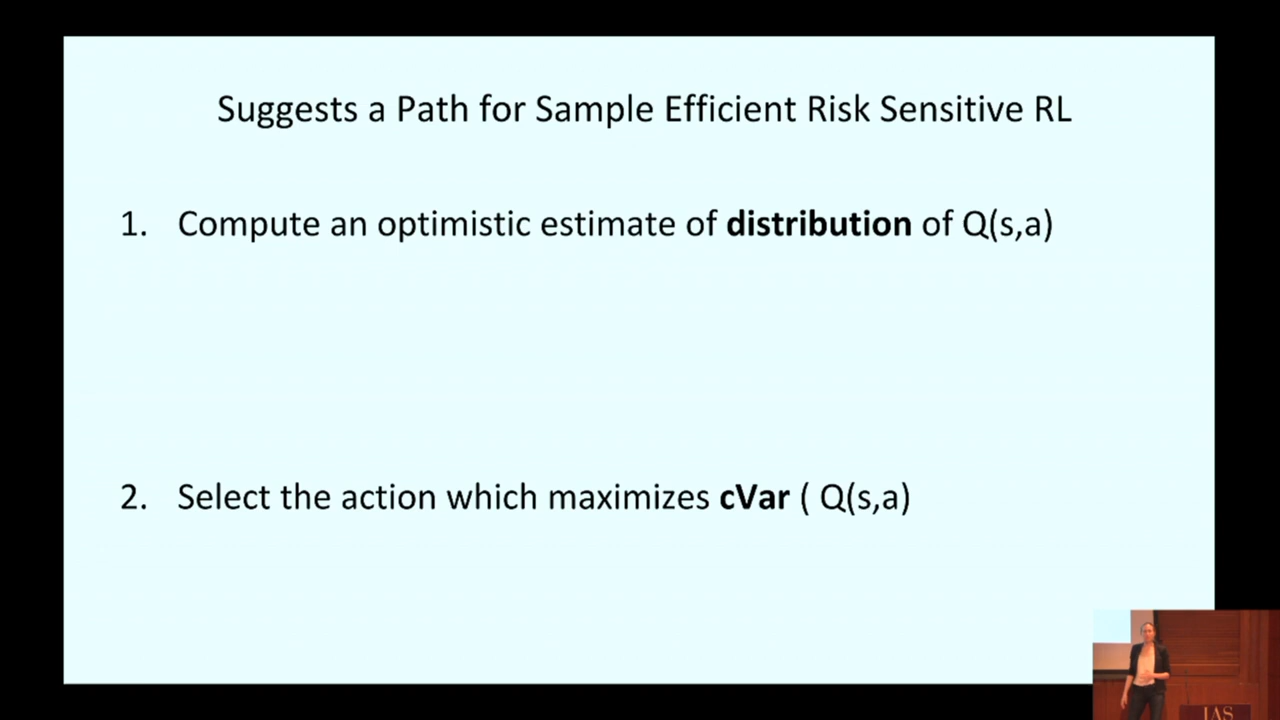 Suggests a Path for Sample Efficient Risk Sensitive RL
1. Compute an optimistic estimate of distribution of Q(s,a)
2. Select the action which maximizes cVar ( Q(s,a)
IAS